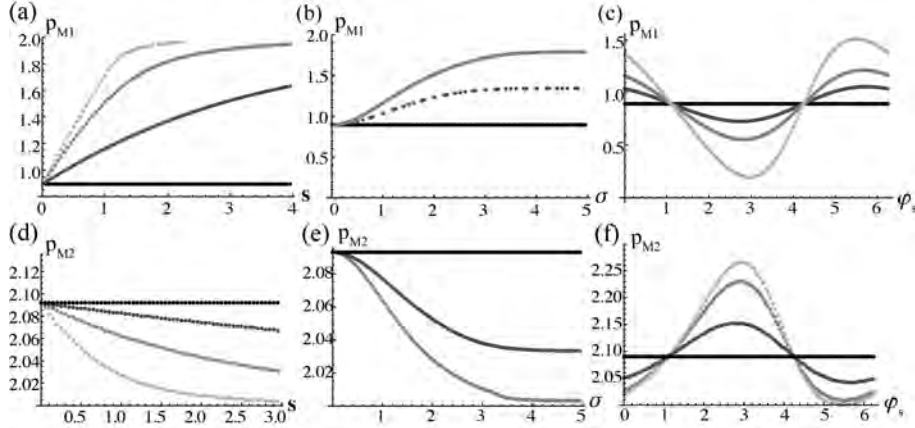 (a) p_M1
2.0
1.8
1.6
1.4
1.2
1.0
0 1 2 3 4 s
(b) p_M1
2.0
1.5
1.0
0.5
0 1 2 3 4 5 σ
(c) p_M1
1.5
1.0
0.5
0 1 2 3 4 5 6 φ_s
(d) p_M2
2.12
2.10
2.08
2.06
2.04
2.02
0.5 1.0 1.5 2.0 2.5 3.0 s
(e) p_M2
2.08
2.06
2.04
2.02
0 1 2 3 4 5 σ
(f) p_M2
2.25
2.20
2.15
2.10
2.05
0 1 2 3 4 5 6 φ_s